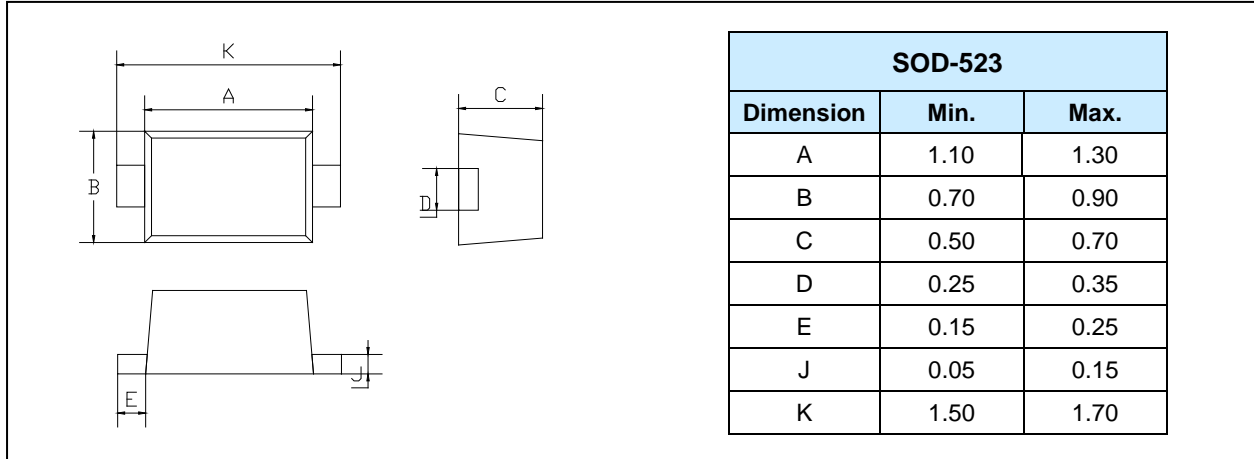 K
A
B
C
D
E
J
SOD-523
Dimension Min. Max.
A 1.10 1.30
B 0.70 0.90
C 0.50 0.70
D 0.25 0.35
E 0.15 0.25
J 0.05 0.15
K 1.50 1.70